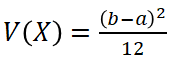 V(X) = (b−a)²/12